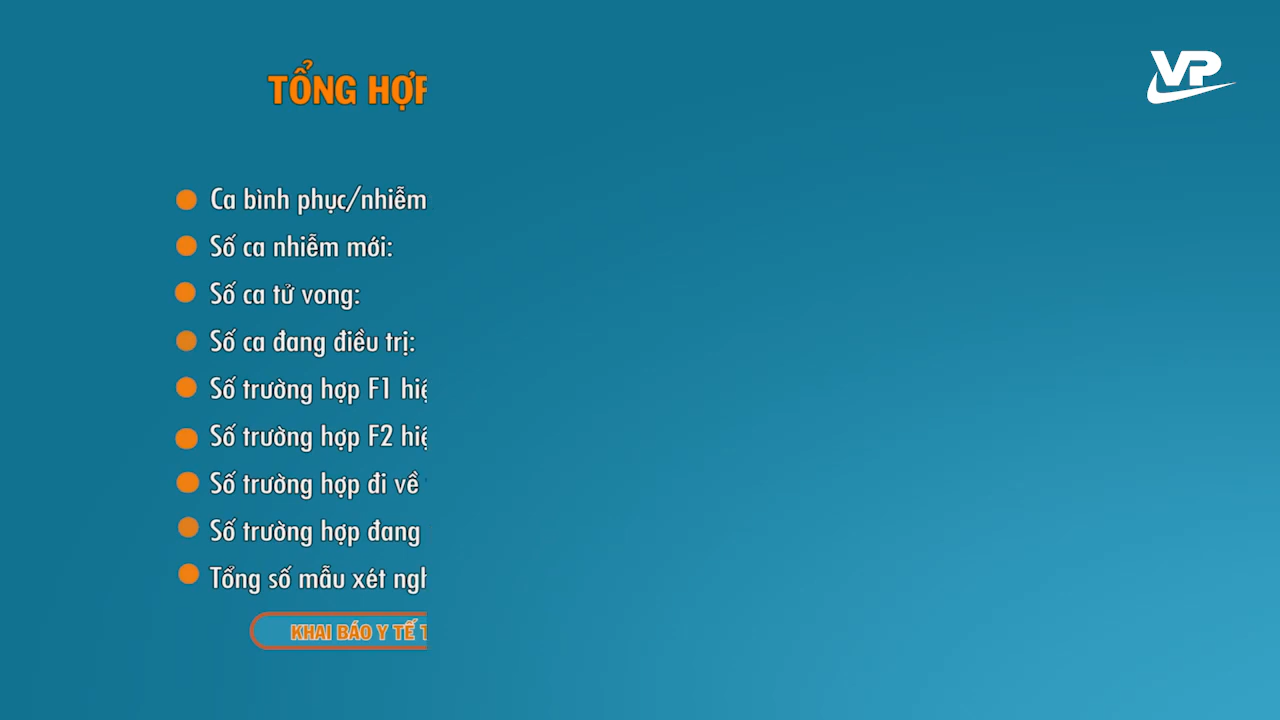 VP
TỔNG HỢP
Ca bình phục/nhiễm
Số ca nhiễm mới:
Số ca tử vong:
Số ca đang điều trị:
Số trường hợp F1
Số trường hợp F2
Số trường hợp đi về
Số trường hợp đang
Tổng số mẫu xét
KHAI BÁO Y TẾ